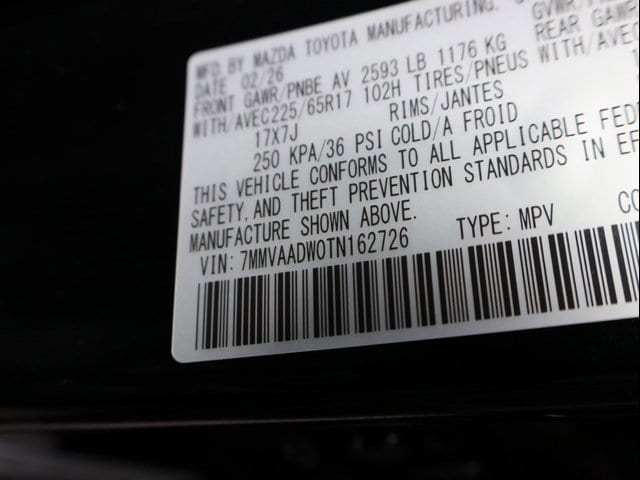 MFD. BY MAZDA TOYOTA MANUFACTURING,
DATE 02/26 GVWR/
FRONT GAWR/PNBE AV 2593 LB 1176 KG REAR GAWR
WITH/AVEC 225/65R17 102H TIRES/PNEUS WITH/AVEC
17X7J RIMS/JANTES
250 KPA/36 PSI COLD/A FROID
THIS VEHICLE CONFORMS TO ALL APPLICABLE FED
SAFETY, AND THEFT PREVENTION STANDARDS IN EF
MANUFACTURE SHOWN ABOVE.
VIN: 7MMVAADW0TN162726 TYPE: MPV CO